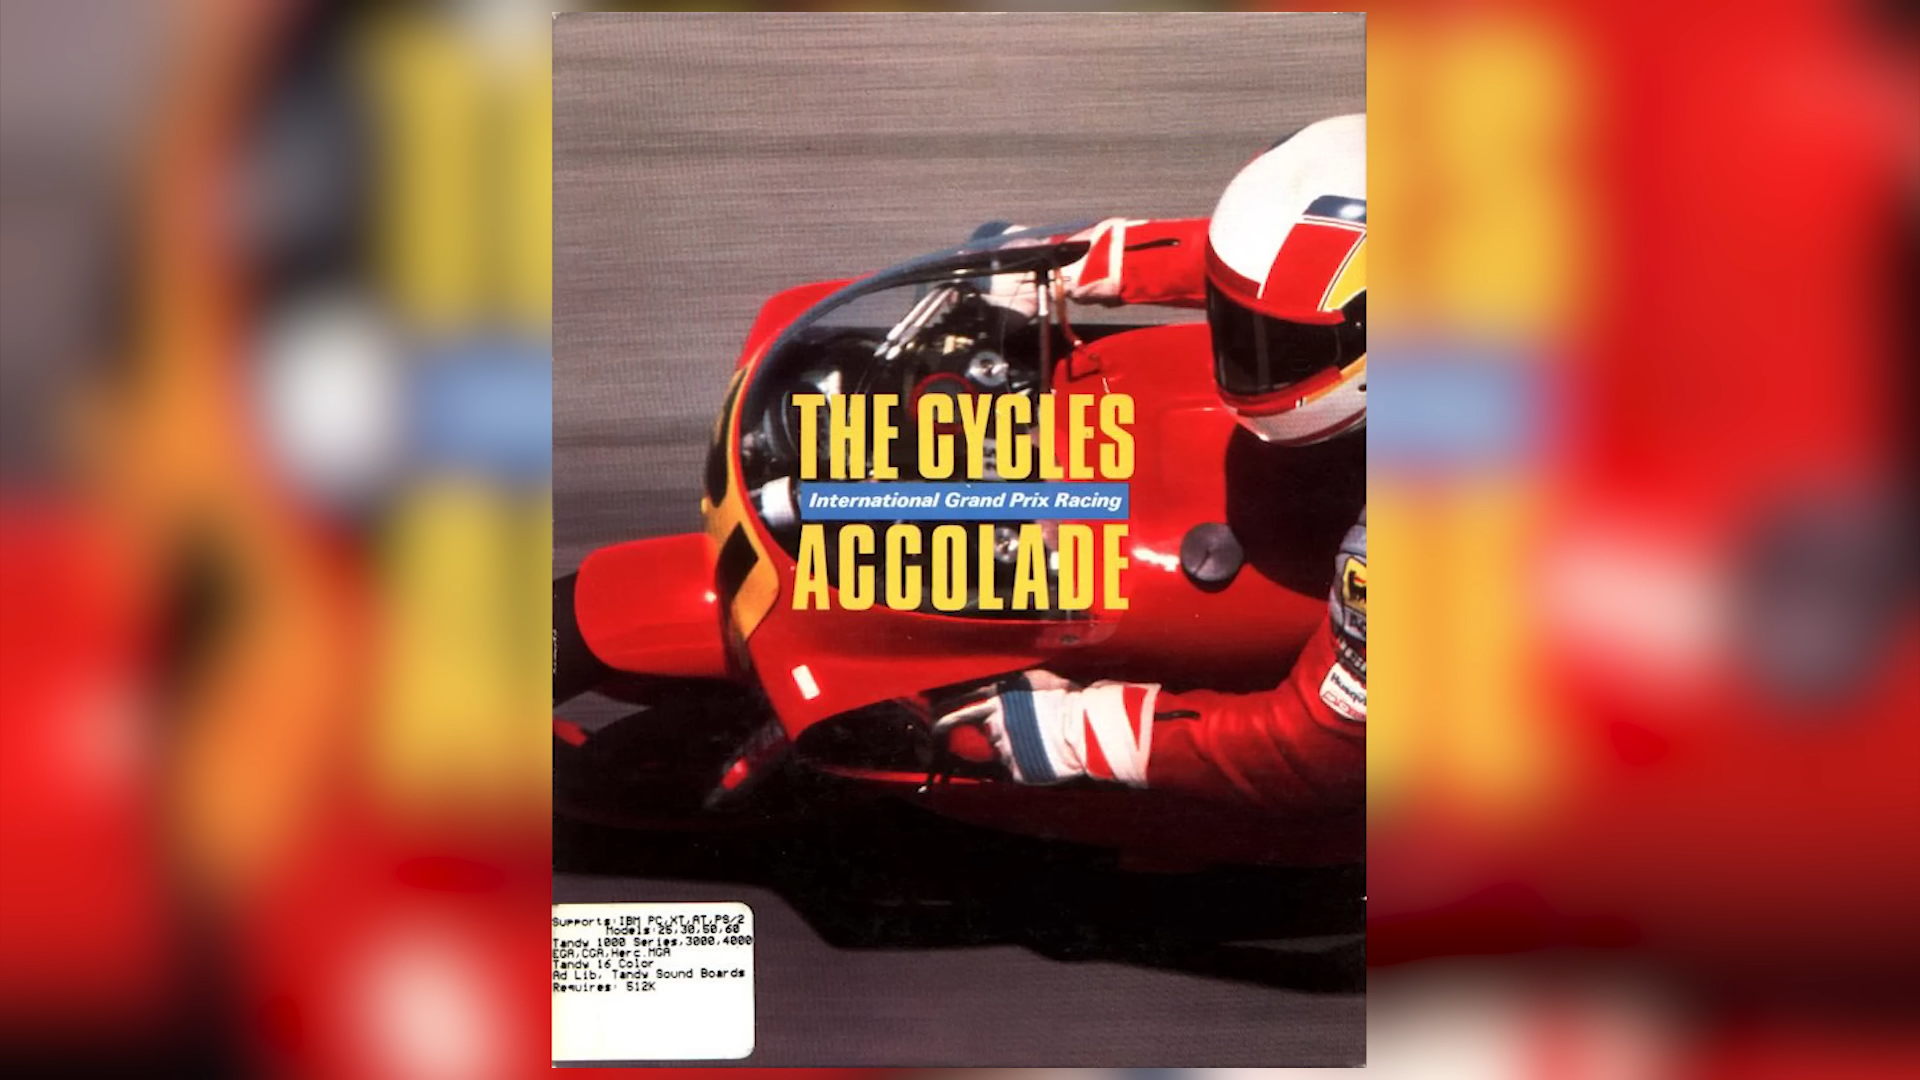 THE CYCLES
International Grand Prix Racing
ACCOLADE
Supports: IBM PC,XT,AT,PS/2
Models: 25,30,50,60
Tandy 1000 Series,3000,4000
EGA,CGA,Herc.MGA
Tandy 16 Color
Ad Lib, Tandy Sound Boards
Requires: 512K